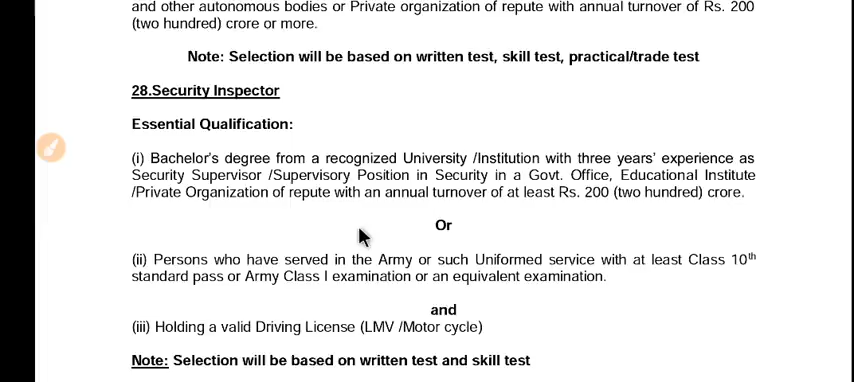 and other autonomous bodies or Private organization of repute with annual turnover of Rs. 200
(two hundred) crore or more.
Note: Selection will be based on written test, skill test, practical/trade test
28.Security Inspector
Essential Qualification:
(i) Bachelor's degree from a recognized University /Institution with three years' experience as
Security Supervisor /Supervisory Position in Security in a Govt. Office, Educational Institute
/Private Organization of repute with an annual turnover of at least Rs. 200 (two hundred) crore.
Or
(ii) Persons who have served in the Army or such Uniformed service with at least Class 10th
standard pass or Army Class I examination or an equivalent examination.
and
(iii) Holding a valid Driving License (LMV /Motor cycle)
Note: Selection will be based on written test and skill test